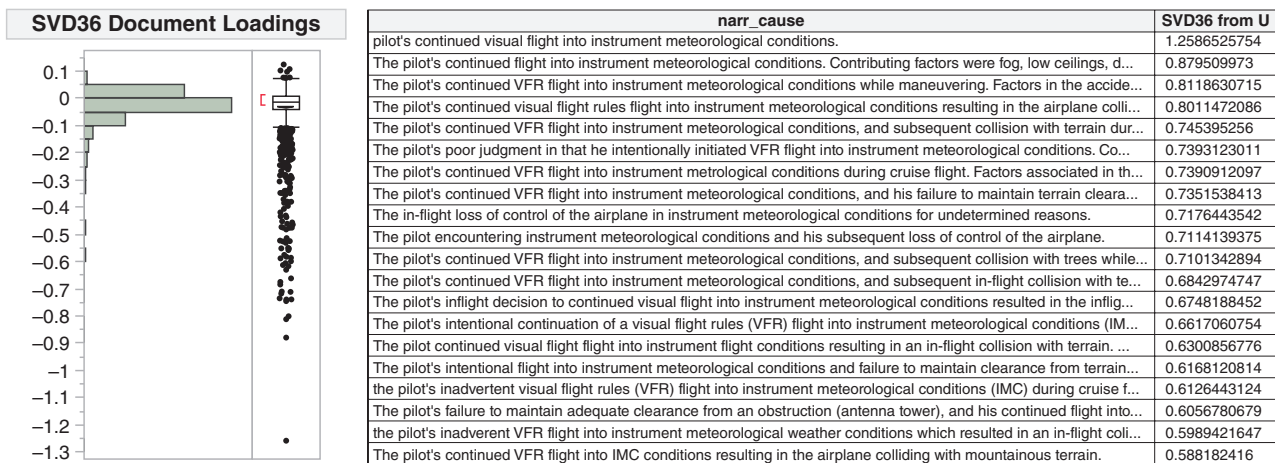 SVD36 Document Loadings
0.1
0
–0.1
–0.2
–0.3
–0.4
–0.5
–0.6
–0.7
–0.8
–0.9
–1
–1.1
–1.2
–1.3
narr_cause SVD36 from U
pilot's continued visual flight into instrument meteorological conditions. 1.2586525754
The pilot's continued flight into instrument meteorological conditions. Contributing factors were fog, low ceilings, d... 0.879509973
The pilot's continued VFR flight into instrument meteorological conditions while maneuvering. Factors in the accide... 0.8118630715
The pilot's continued visual flight rules flight into instrument meteorological conditions resulting in the airplane colli... 0.8011472086
The pilot's continued VFR flight into instrument meteorological conditions, and subsequent collision with terrain dur... 0.745395256
The pilot's poor judgment in that he intentionally initiated VFR flight into instrument meteorological conditions. Co... 0.7393123011
The pilot's continued VFR flight into instrument metrological conditions during cruise flight. Factors associated in th... 0.7390912097
The pilot's continued VFR flight into instrument meteorological conditions, and his failure to maintain terrain cleara... 0.7351538413
The in-flight loss of control of the airplane in instrument meteorological conditions for undetermined reasons. 0.7176443542
The pilot encountering instrument meteorological conditions and his subsequent loss of control of the airplane. 0.7114139375
The pilot's continued VFR flight into instrument meteorological conditions, and subsequent collision with trees while... 0.7101342894
The pilot's continued VFR flight into instrument meteorological conditions, and subsequent in-flight collision with te... 0.6842974747
The pilot's inflight decision to continued visual flight into instrument meteorological conditions resulted in the inflig... 0.6748188452
The pilot's intentional continuation of a visual flight rules (VFR) flight into instrument meteorological conditions (IM... 0.6617060754
The pilot continued visual flight flight into instrument flight conditions resulting in an in-flight collision with terrain. ... 0.6300856776
The pilot's intentional flight into instrument meteorological conditions and failure to maintain clearance from terrain... 0.6168120814
the pilot's inadvertent visual flight rules (VFR) flight into instrument meteorological conditions (IMC) during cruise f... 0.6126443124
The pilot's failure to maintain adequate clearance from an obstruction (antenna tower), and his continued flight into... 0.6056780679
the pilot's inadverent VFR flight into instrument meteorological weather conditions which resulted in an in-flight coli... 0.5989421647
The pilot's continued VFR flight into IMC conditions resulting in the airplane colliding with mountainous terrain. 0.588182416